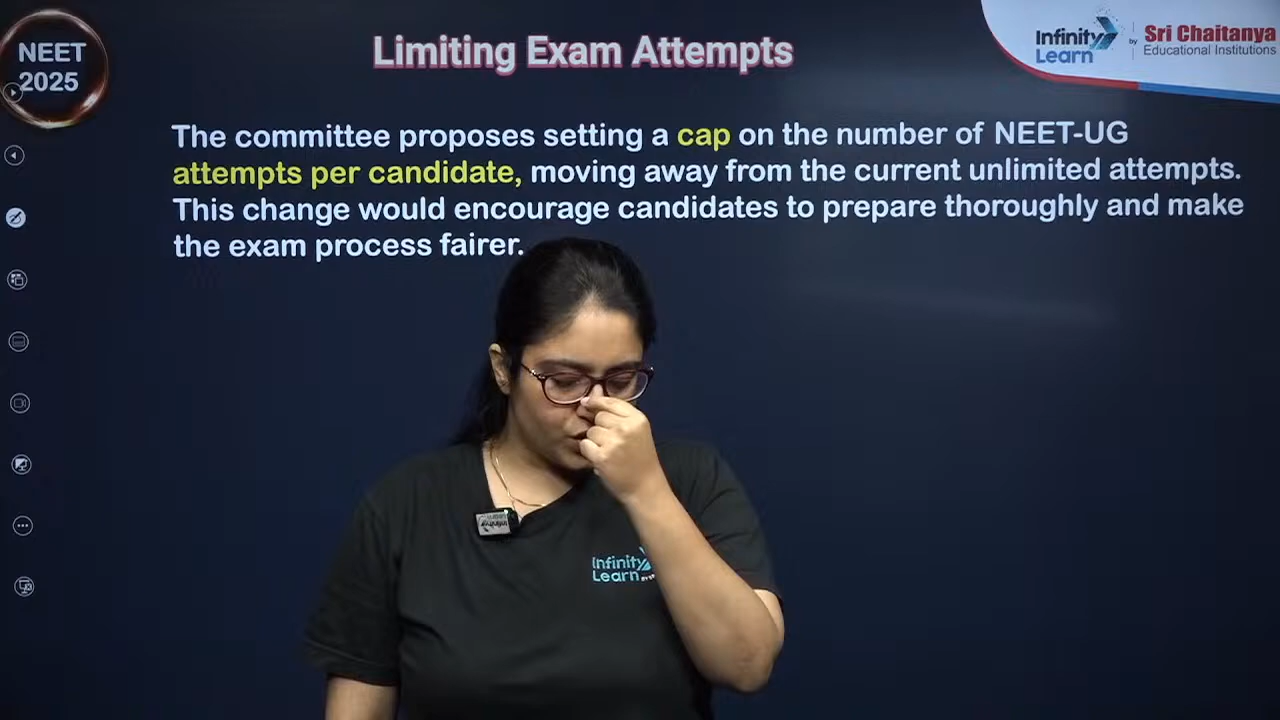 NEET
2025
Limiting Exam Attempts
Infinity
Learn
by
Sri Chaitanya
Educational Institutions
The committee proposes setting a cap on the number of NEET-UG
attempts per candidate, moving away from the current unlimited attempts.
This change would encourage candidates to prepare thoroughly and make
the exam process fairer.
Infinity
Learn